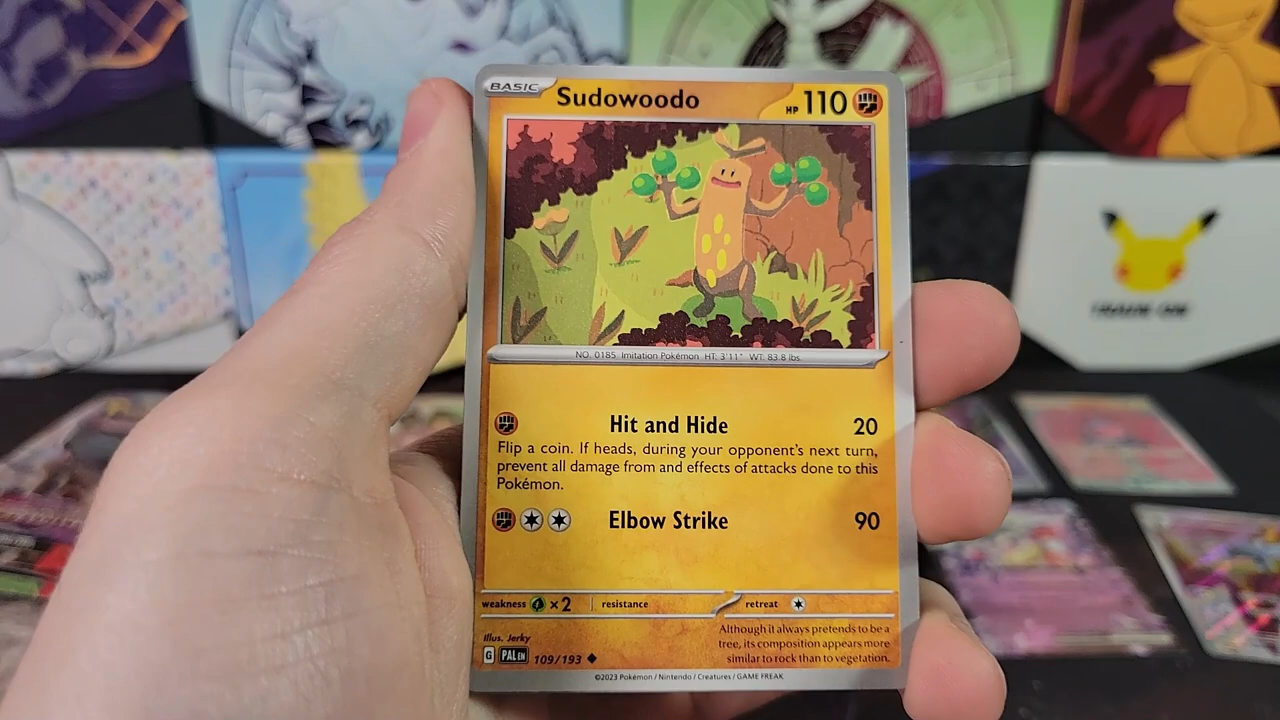 BASIC
Sudowoodo
HP 110
NO. 0185 Imitation Pokémon HT: 3'11" WT: 83.8 lbs.
Hit and Hide 20
Flip a coin. If heads, during your opponent's next turn,
prevent all damage from and effects of attacks done to this
Pokémon.
Elbow Strike 90
weakness ×2 resistance retreat
Although it always pretends to be a
tree, its composition appears more
similar to rock than to vegetation.
Illus. Jerky
G PAL EN 109/193
©2023 Pokémon / Nintendo / Creatures / GAME FREAK